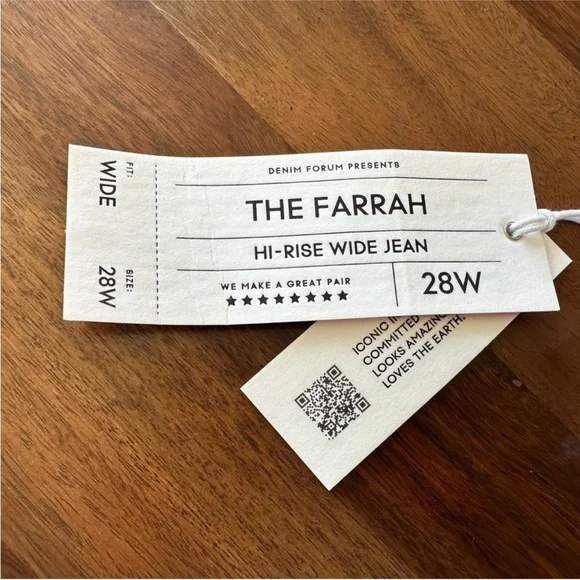 FIT:
WIDE
SIZE:
28W
DENIM FORUM PRESENTS
THE FARRAH
HI-RISE WIDE JEAN
WE MAKE A GREAT PAIR
★★★★★★★★
28W
ICONIC
COMMITTED
LOOKS AMAZING
LOVES THE EARTH.